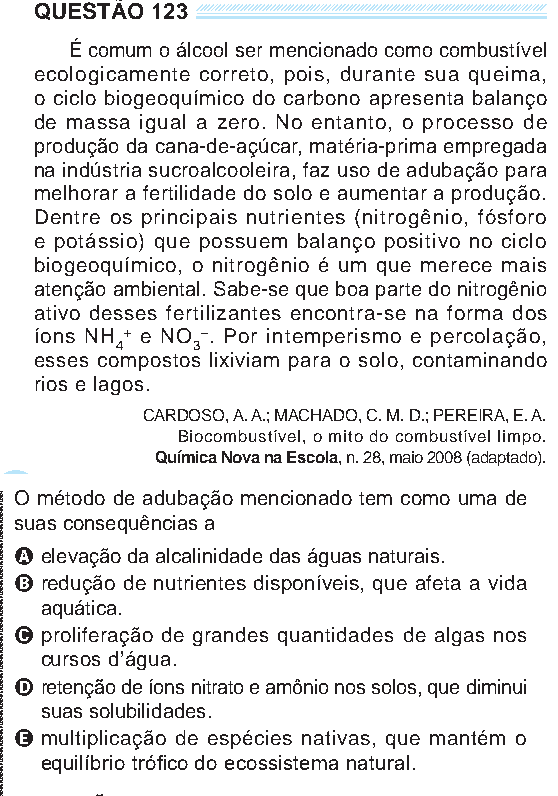 QUESTÃO 123
É comum o álcool ser mencionado como combustível
ecologicamente correto, pois, durante sua queima,
o ciclo biogeoquímico do carbono apresenta balanço
de massa igual a zero. No entanto, o processo de
produção da cana-de-açúcar, matéria-prima empregada
na indústria sucroalcooleira, faz uso de adubação para
melhorar a fertilidade do solo e aumentar a produção.
Dentre os principais nutrientes (nitrogênio, fósforo
e potássio) que possuem balanço positivo no ciclo
biogeoquímico, o nitrogênio é um que merece mais
atenção ambiental. Sabe-se que boa parte do nitrogênio
ativo desses fertilizantes encontra-se na forma dos
íons NH₄⁺ e NO₃⁻. Por intemperismo e percolação,
esses compostos lixiviam para o solo, contaminando
rios e lagos.
CARDOSO, A. A.; MACHADO, C. M. D.; PEREIRA, E. A.
Biocombustível, o mito do combustível limpo.
Química Nova na Escola, n. 28, maio 2008 (adaptado).
O método de adubação mencionado tem como uma de
suas consequências a
A elevação da alcalinidade das águas naturais.
B redução de nutrientes disponíveis, que afeta a vida
aquática.
C proliferação de grandes quantidades de algas nos
cursos d’água.
D retenção de íons nitrato e amônio nos solos, que diminui
suas solubilidades.
E multiplicação de espécies nativas, que mantém o
equilíbrio trófico do ecossistema natural.